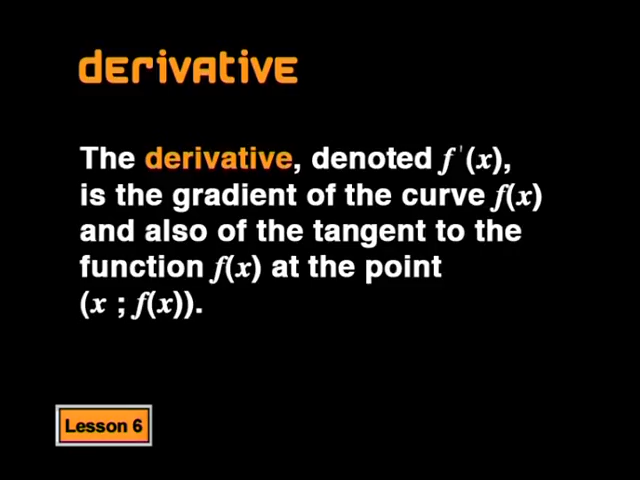 derivative
The derivative, denoted f '(x),
is the gradient of the curve f(x)
and also of the tangent to the
function f(x) at the point
(x ; f(x)).
Lesson 6